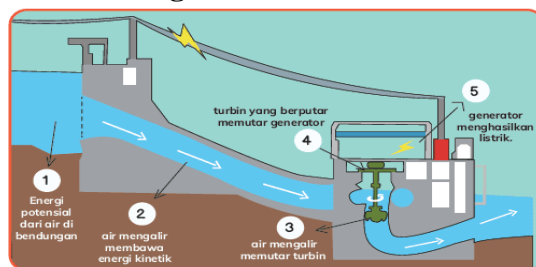 1
Energi
potensial
dari air di
bendungan
2
air mengalir
membawa
energi kinetik
3
air mengalir
memutar turbin
turbin yang berputar
memutar generator
4
5
generator
menghasilkan
listrik.